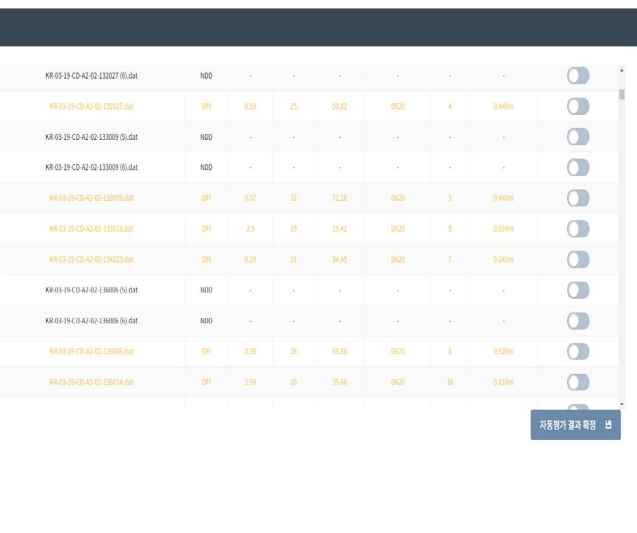 KR-03-19-CD-A2-02-132027 (6).dat NDD - - - - - -
KR-03-19-CD-A2-02-132027.dat DFI 0.59 25 50.82 D620 4 0.440m
KR-03-19-CD-A2-02-133009 (5).dat NDD - - - - - -
KR-03-19-CD-A2-02-133009 (6).dat NDD - - - - - -
KR-03-19-CD-A2-02-133009.dat DFI 0.37 32 72.18 D620 3 0.443m
KR-03-19-CD-A2-02-133018.dat DFI 2.5 19 25.42 D620 9 0.014m
KR-03-19-CD-A2-02-134023.dat DFI 0.29 21 34.45 D620 7 0.241m
KR-03-19-CD-A2-02-136006 (5).dat NDD - - - - - -
KR-03-19-CD-A2-02-136006 (6).dat NDD - - - - - -
KR-03-19-CD-A2-02-136006.dat DFI 0.39 28 59.88 D620 6 0.528m
KR-03-19-CD-A2-02-136014.dat DFI 2.59 20 35.66 D620 16 0.818m
자동평가 결과 확정